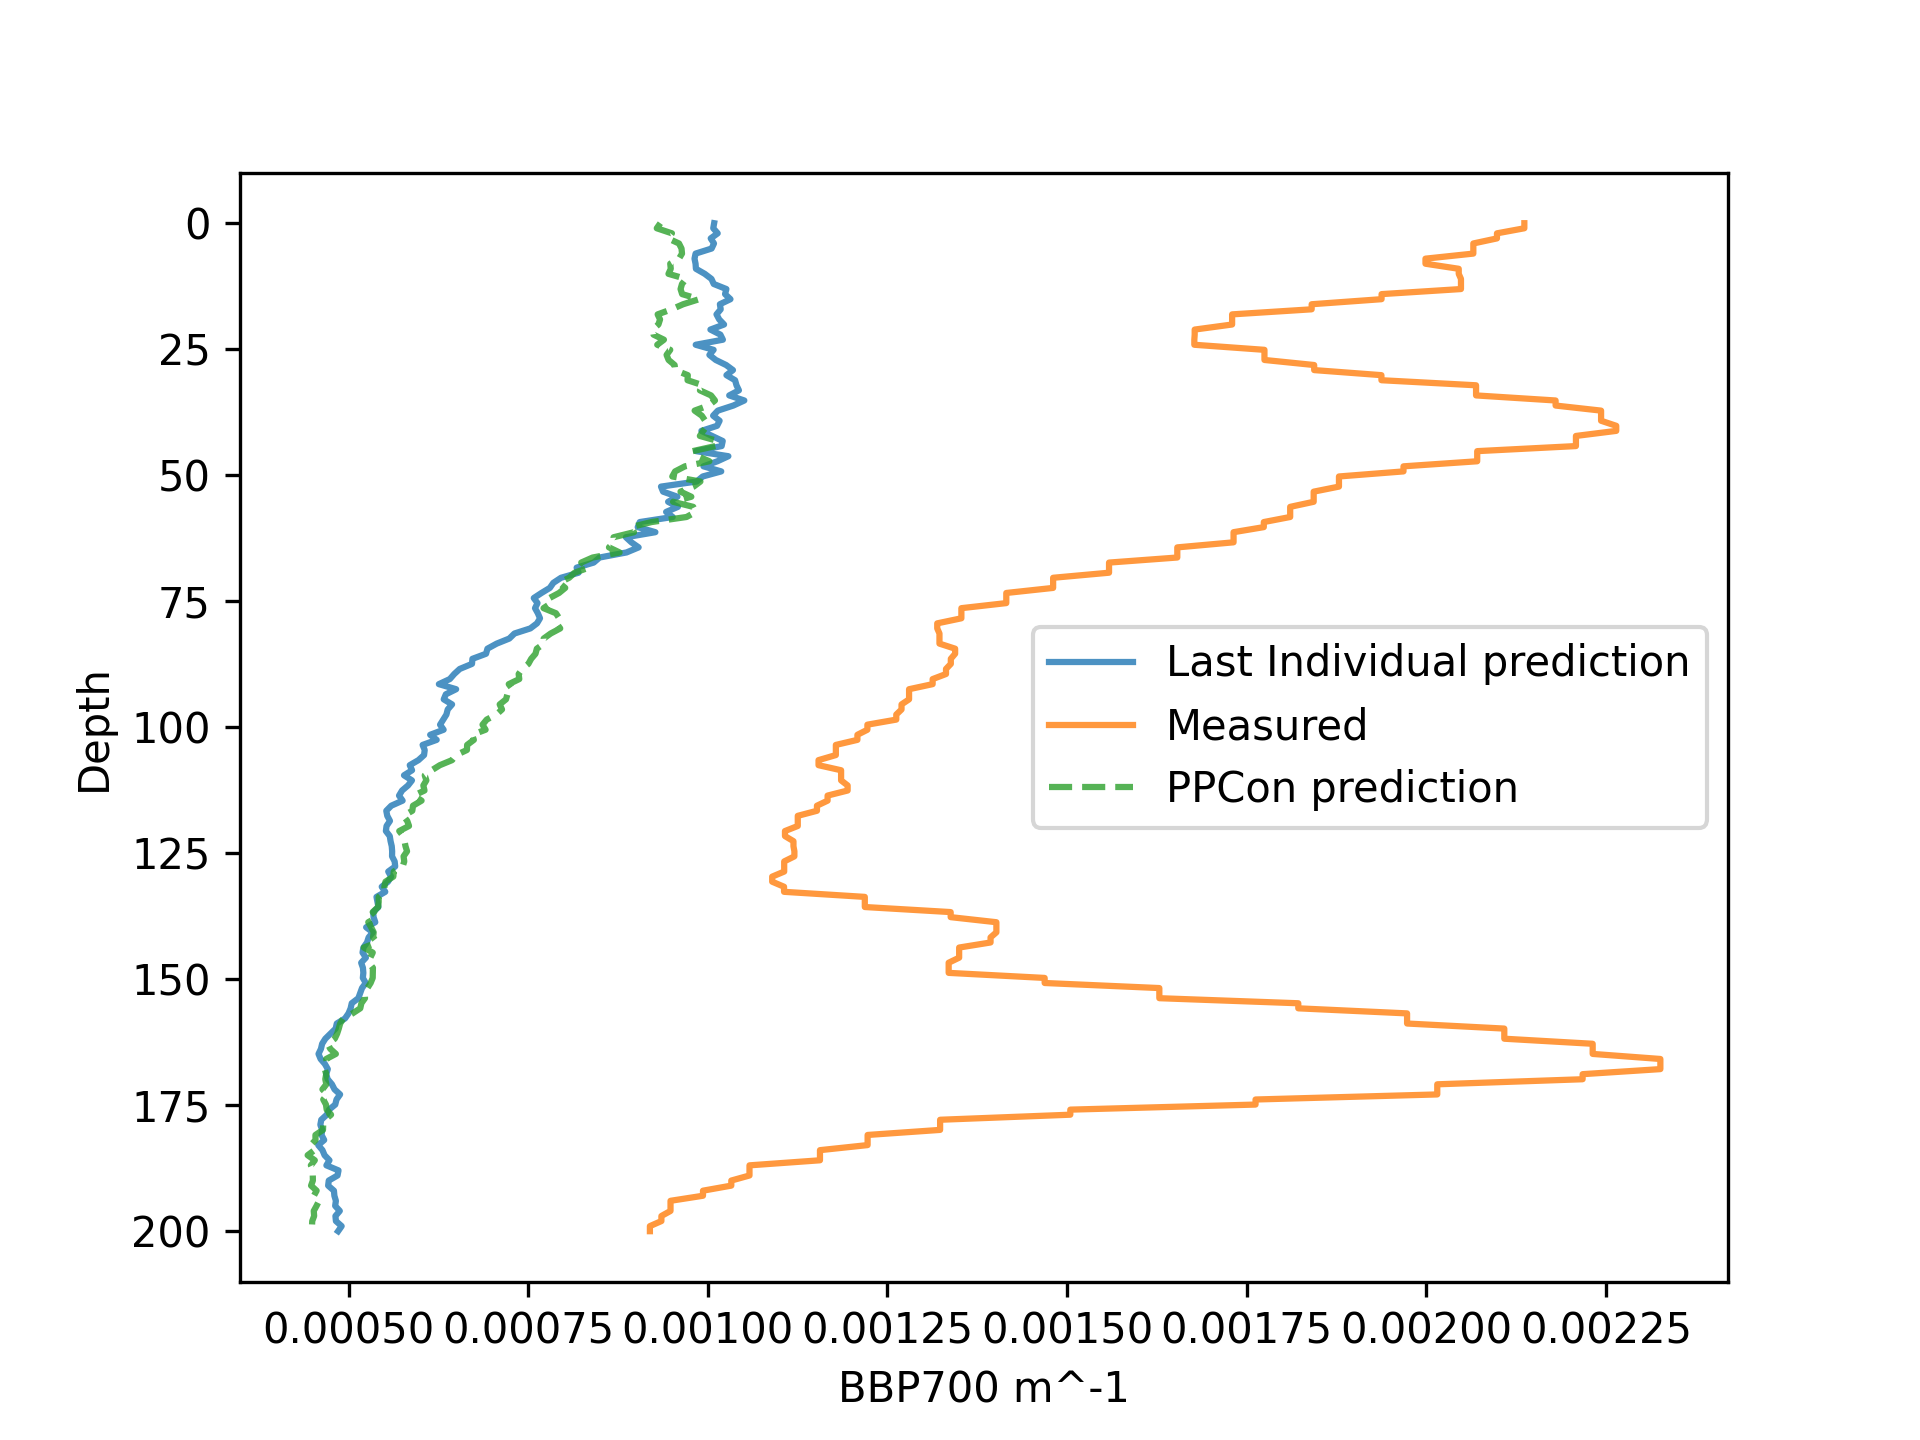 0
25
50
75
100
125
150
175
200
Depth
Last Individual prediction
Measured
PPCon prediction
0.00050 0.00075 0.00100 0.00125 0.00150 0.00175 0.00200 0.00225
BBP700 m^-1